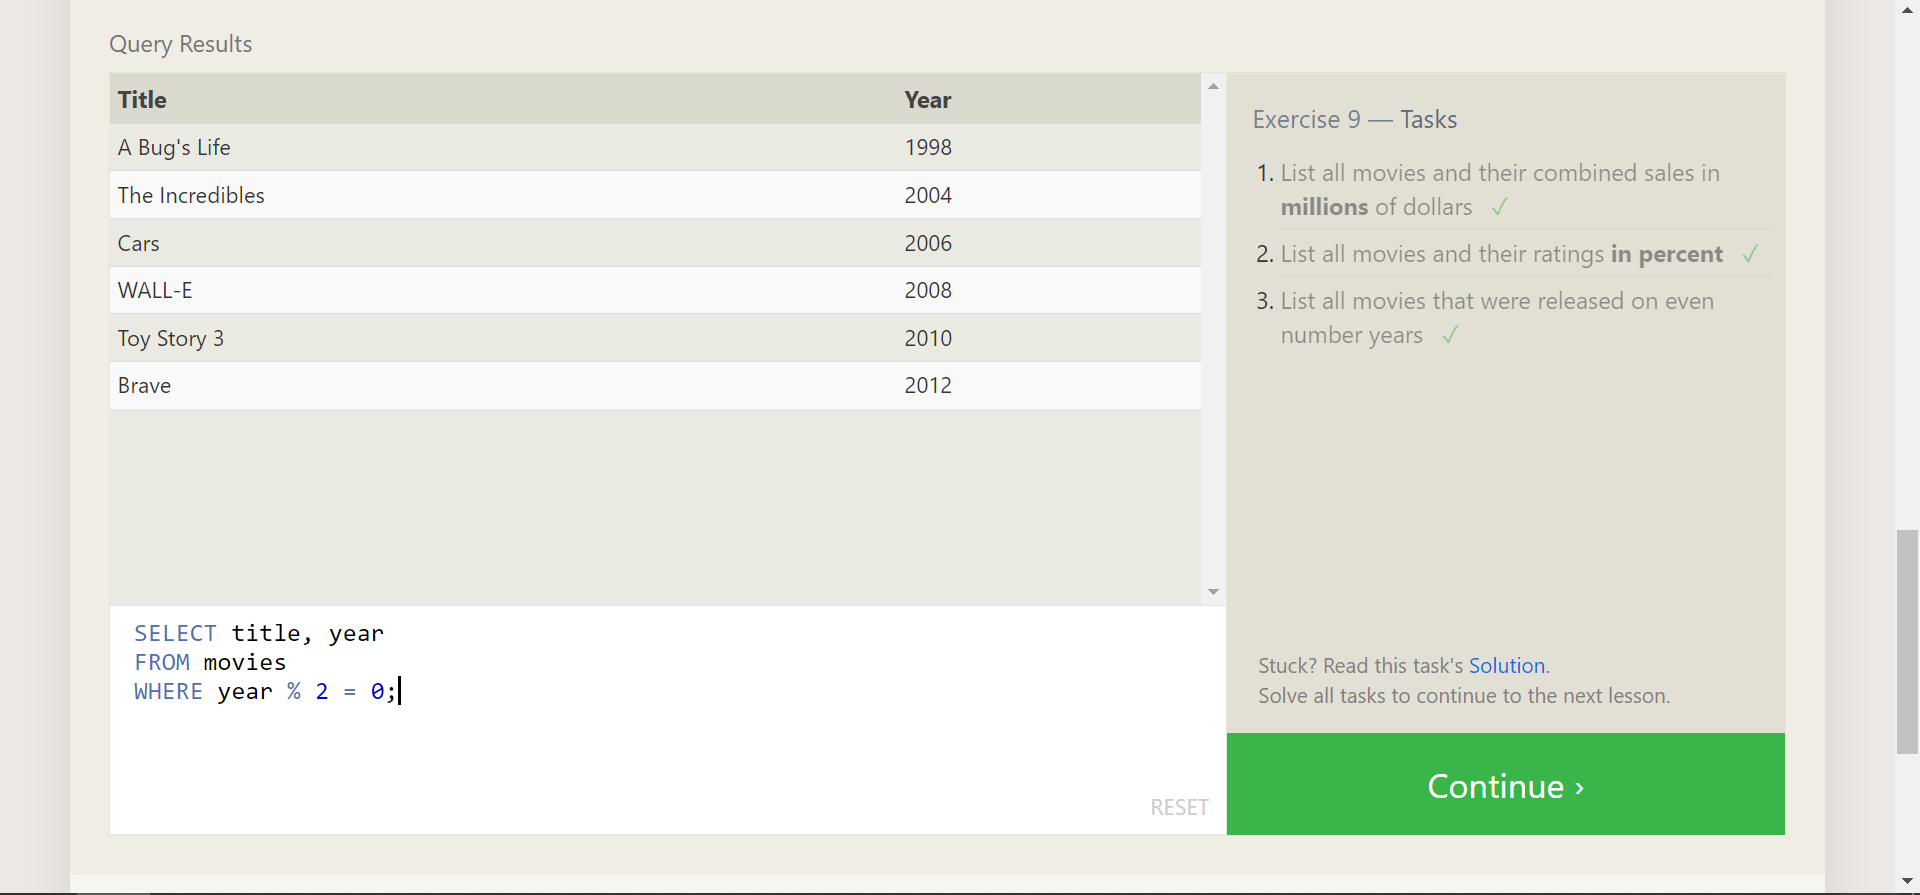 Query Results
Title Year
A Bug's Life 1998
The Incredibles 2004
Cars 2006
WALL-E 2008
Toy Story 3 2010
Brave 2012
SELECT title, year
FROM movies
WHERE year % 2 = 0;
RESET
Exercise 9 — Tasks
1. List all movies and their combined sales in
millions of dollars ✓
2. List all movies and their ratings in percent ✓
3. List all movies that were released on even
number years ✓
Stuck? Read this task's Solution.
Solve all tasks to continue to the next lesson.
Continue ›